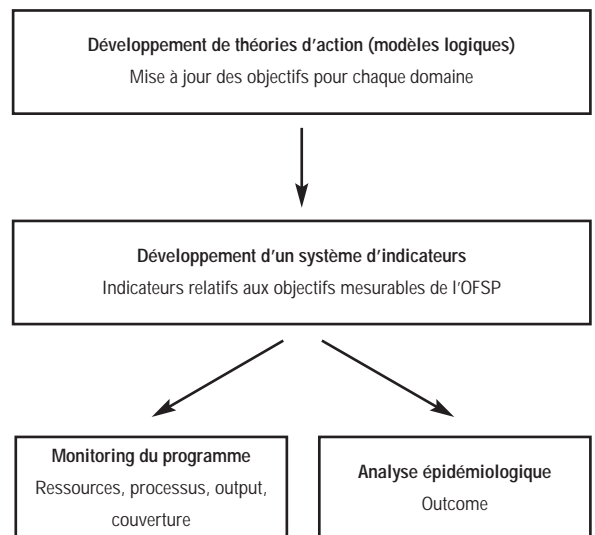 Développement de théories d’action (modèles logiques)
Mise à jour des objectifs pour chaque domaine
Développement d’un système d’indicateurs
Indicateurs relatifs aux objectifs mesurables de l’OFSP
Monitoring du programme
Ressources, processus, output,
couverture
Analyse épidémiologique
Outcome